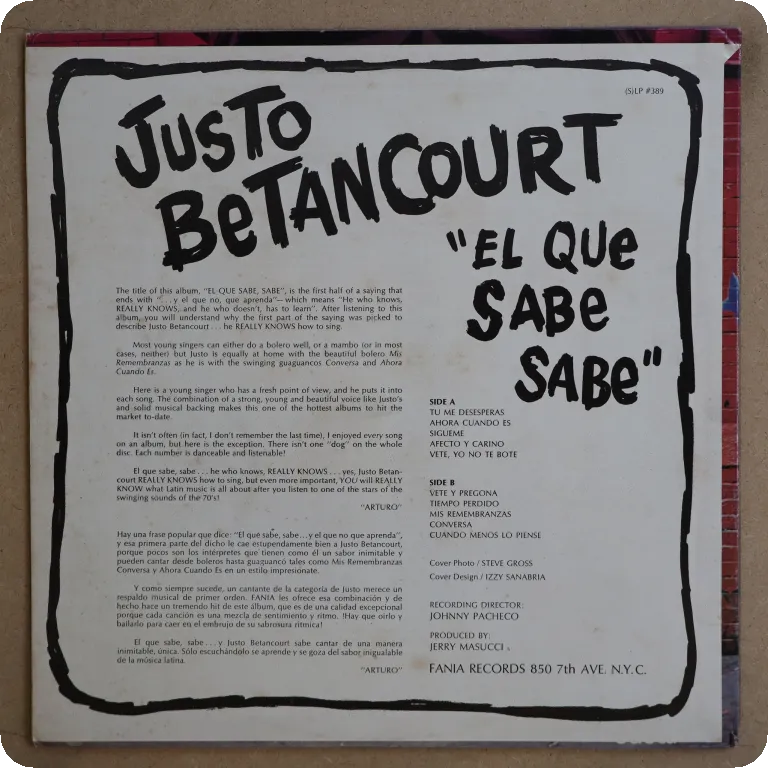 (S)LP #389
JUSTO
BeTANCOURT
"EL QUe
SABe
SABe"
The title of this album, "EL QUE SABE, SABE", is the first half of a saying that
ends with "... y el que no, que aprenda"—which means "He who knows,
REALLY KNOWS, and he who doesn't, has to learn". After listening to this
album, you will understand why the first part of the saying was picked to
describe Justo Betancourt... he REALLY KNOWS how to sing.
Most young singers can either do a bolero well, or a mambo (or in most
cases, neither) but Justo is equally at home with the beautiful bolero Mis
Remembranzas as he is with the swinging guaguancos Conversa and Ahora
Cuando Es.
Here is a young singer who has a fresh point of view, and he puts it into
each song. The combination of a strong, young and beautiful voice like Justo's
and solid musical backing makes this one of the hottest albums to hit the
market to-date.
It isn't often (in fact, I don't remember the last time), I enjoyed every song
on an album, but here is the exception. There isn't one "dog" on the whole
disc. Each number is danceable and listenable!
El que sabe, sabe... he who knows, REALLY KNOWS... yes, Justo Betan-
court REALLY KNOWS how to sing, but even more important, YOU will REALLY
KNOW what Latin music is all about after you listen to one of the stars of the
swinging sounds of the 70's!
"ARTURO"
Hay una frase popular que dice: "El que sabe, sabe...y el que no que aprenda",
y esa primera parte del dicho le cae estupendamente bien a Justo Betancourt,
porque pocos son los intérpretes que tienen como él un sabor inimitable y
pueden cantar desde boleros hasta guaguancó tales como Mis Remembranzas
Conversa y Ahora Cuando Es en un estilo impresionate.
Y como siempre sucede, un cantante de la categoría de Justo merece un
respaldo musical de primer orden. FANIA les ofrese esa combinación y de
hecho hace un tremendo hit de este álbum, que es de una calidad excepcional
porque cada canción es una mezcla de sentimiento y ritmo. !Hay que oirlo y
bailarlo para caer en el embrujo de su sabrosura rítmica!
El que sabe, sabe... y Justo Betancourt sabe cantar de una manera
inimitable, única. Sólo escuchándolo se aprende y se goza del sabor inigualable
de la música latina.
"ARTURO"
SIDE A
TU ME DESESPERAS
AHORA CUANDO ES
SIGUEME
AFECTO Y CARINO
VETE, YO NO TE BOTE
SIDE B
VETE Y PREGONA
TIEMPO PERDIDO
MIS REMEMBRANZAS
CONVERSA
CUANDO MENOS LO PIENSE
Cover Photo / STEVE GROSS
Cover Design / IZZY SANABRIA
RECORDING DIRECTOR:
JOHNNY PACHECO
PRODUCED BY:
JERRY MASUCCI
FANIA RECORDS 850 7th AVE. N.Y.C.